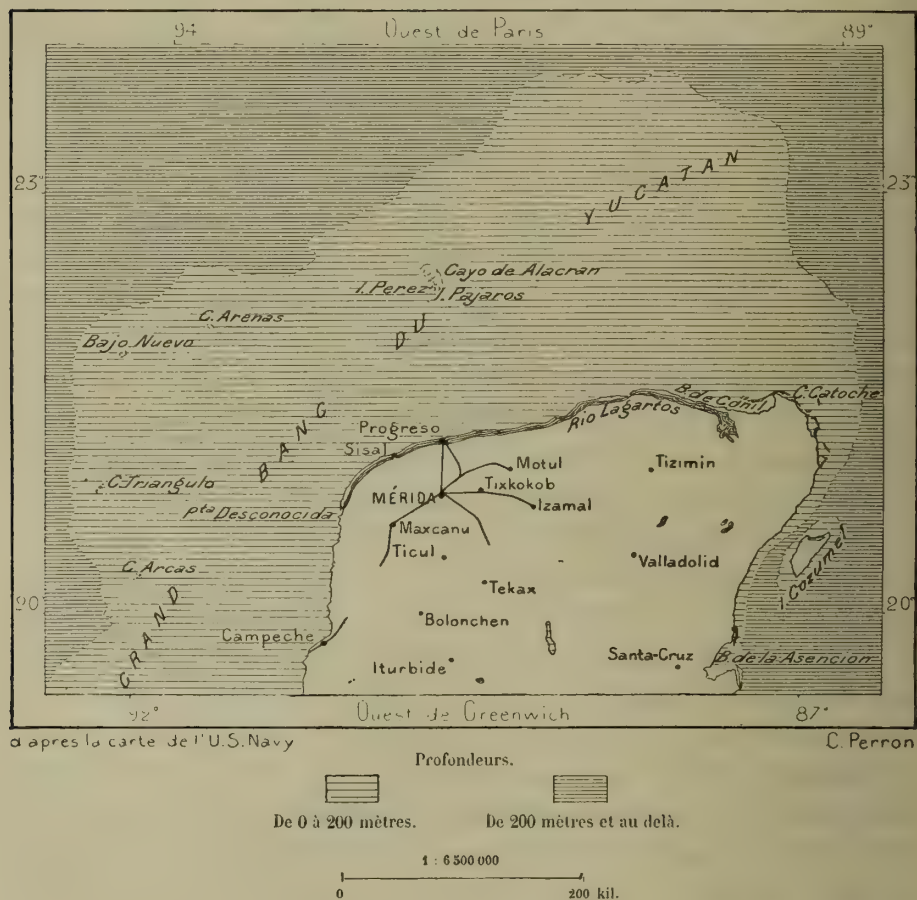 94 Ouest de Paris 89°
YUCATAN
23° 23°
Cayo de Alacran
I. Perez I. Pajaros
C. Arenas
DU
Bajo Nuevo
B. de Conil C. Catoche
Rio Lagartos
BANC
Progreso
Sisal
Motul Tizimin
C. Triangulo Tixkokob
MÉRIDA Izamal
Pta Desconocida
Maxcanu
Ticul Valladolid
I. Cozumel
C. Arcas
Tekax
20 20°
GRAND
Bolonchen
Campeche
Iturbide Santa-Cruz B. de la Asencion
92° Ouest de Greenwich 87°
d'apres la carte de l'U.S. Navy C. Perron
Profondeurs.
De 0 à 200 mètres. De 200 mètres et au delà.
1 : 6 500 000
0 200 kil.